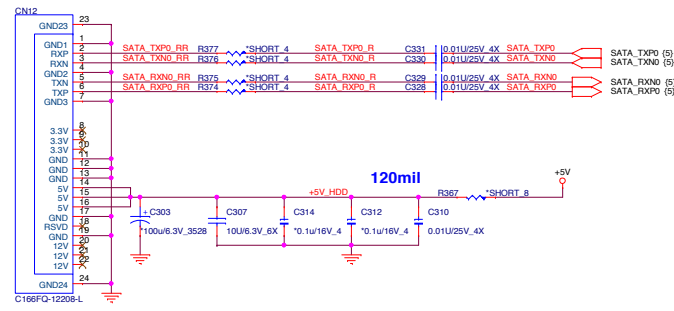 CN12
23
GND23
GND1 1
RXP 2 SATA_TXP0_RR R377 *SHORT_4 SATA_TXP0_R C331 0.01U/25V_4X SATA_TXP0 SATA_TXP0 {5}
RXN 3 SATA_TXN0_RR R376 *SHORT_4 SATA_TXN0_R C330 0.01U/25V_4X SATA_TXN0 SATA_TXN0 {5}
GND2 4
TXN 5 SATA_RXN0_RR R375 *SHORT_4 SATA_RXN0_R C329 0.01U/25V_4X SATA_RXN0 SATA_RXN0 {5
TXP 6 SATA_RXP0_RR R374 *SHORT_4 SATA_RXP0_R C328 0.01U/25V_4X SATA_RXP0 SATA_RXP0 {5
GND3 7
3.3V 8
3.3V 9
3.3V 10
GND 11
GND 12
GND 13
5V 14
5V 15
5V 16
GND 17
RSVD 18
GND 19
12V 20
12V 21
12V 22
24
GND24
C166FQ-12208-L
120mil
+5V
+5V_HDD R367 *SHORT_8
+ C303 C307 C314 C312 C310
*100u/6.3V_3528 10U/6.3V_6X *0.1u/16V_4 *0.1u/16V_4 0.01U/25V_4X